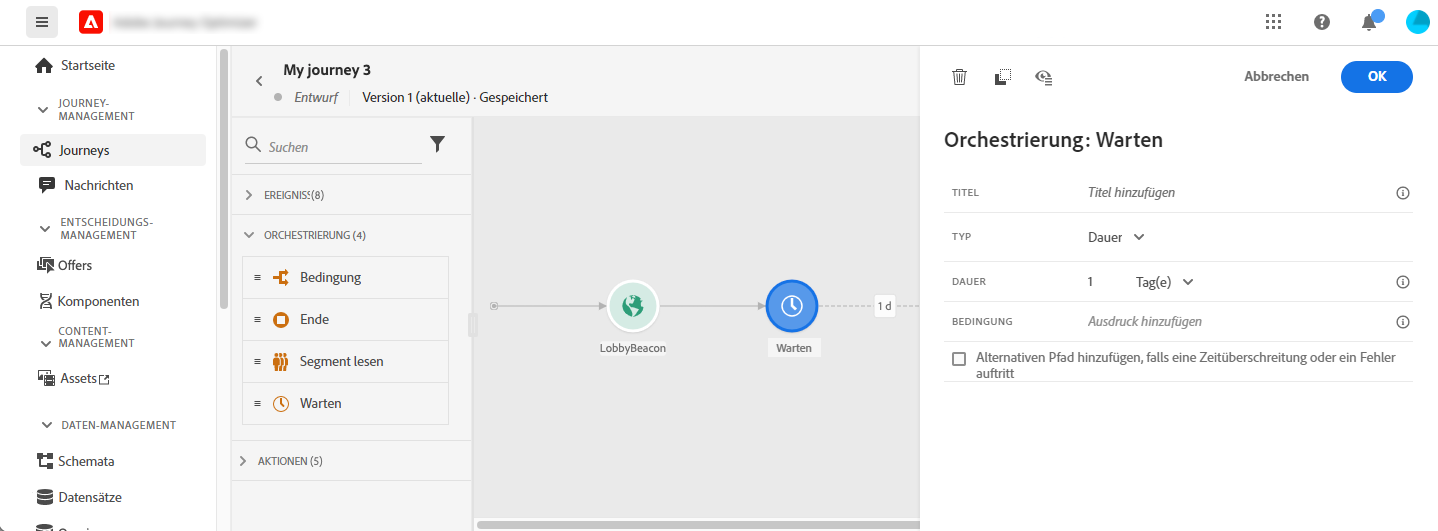 Startseite
JOURNEY-
MANAGEMENT
Journeys
Nachrichten
ENTSCHEIDUNGS-
MANAGEMENT
Offers
Komponenten
CONTENT-
MANAGEMENT
Assets
DATEN-MANAGEMENT
Schemata
Datensätze
My journey 3
Entwurf
Version 1 (aktuelle) · Gespeichert
Suchen
EREIGNISS(8)
ORCHESTRIERUNG (4)
Bedingung
Ende
Segment lesen
Warten
AKTIONEN (5)
LobbyBeacon
Warten
1 d
Abbrechen
OK
Orchestrierung: Warten
TITEL
Titel hinzufügen
TYP
Dauer
DAUER
1
Tag(e)
BEDINGUNG
Ausdruck hinzufügen
Alternativen Pfad hinzufügen, falls eine Zeitüberschreitung oder ein Fehler
auftritt